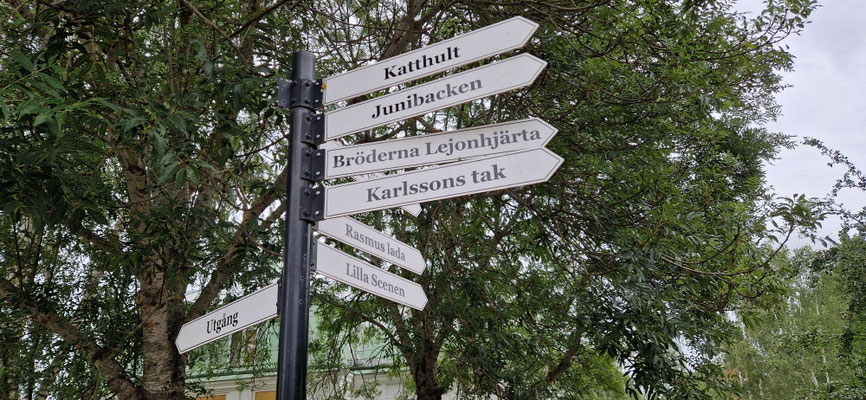 Katthult
Junibacken
Bröderna Lejonhjärta
Karlssons tak
Rasmus lada
Lilla Scenen
Utgång